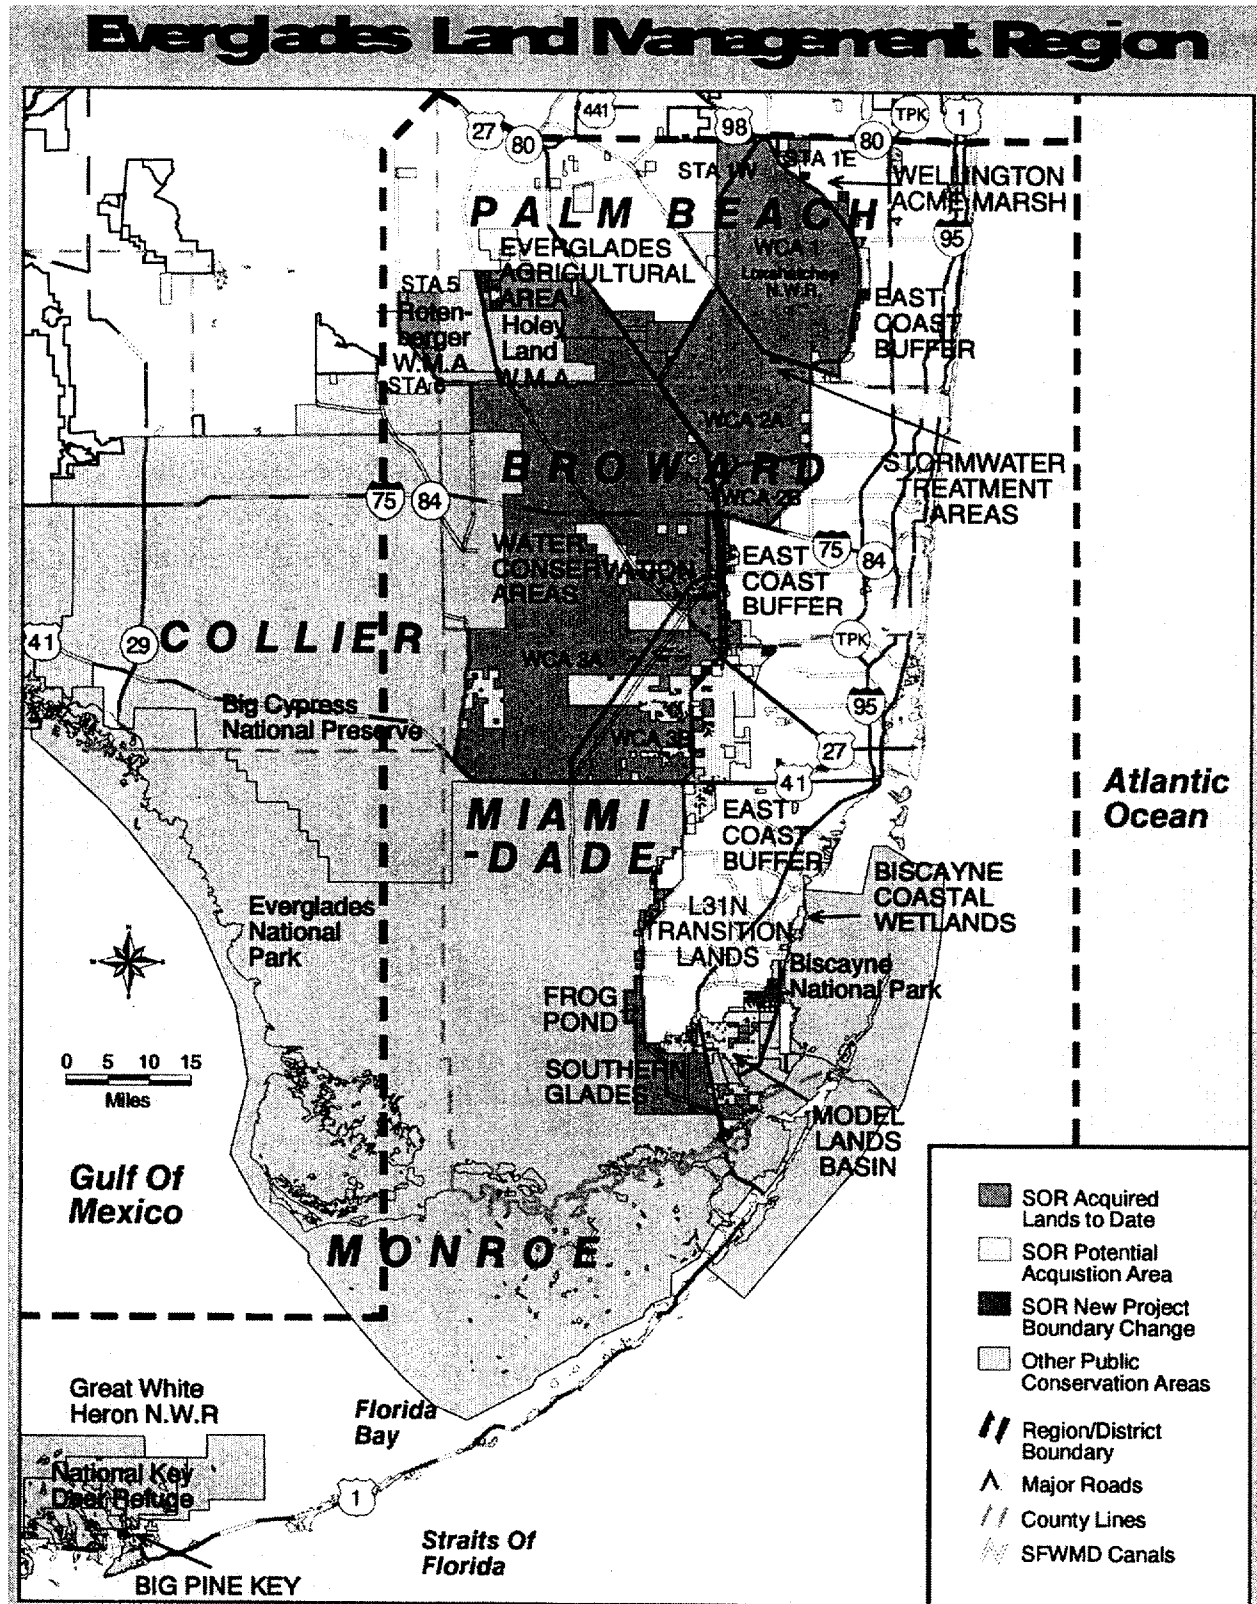 Everglades Land Management Region
27
80
441
98
80
TPK
1
STA 1W
STA 1E
WELLINGTON
ACME MARSH
PALM BEACH
95
WCA 1
Loxahatchee
N.W.R.
EVERGLADES
AGRICULTURAL
AREA
STA 5
Roten-
berger
W.M.A
STA 6
Holey
Land
W.M.A.
EAST
COAST
BUFFER
WCA 2A
BROWARD
WCA 2B
STORMWATER
TREATMENT
AREAS
75
84
75
84
WATER
CONSERVATION
AREAS
EAST
COAST
BUFFER
41
29
COLLIER
TPK
WCA 3A
95
Big Cypress
National Preserve
WCA 3B
27
41
Atlantic
Ocean
MIAMI
-DADE
EAST
COAST
BUFFER
BISCAYNE
COASTAL
WETLANDS
Everglades
National
Park
L31N
TRANSITION
LANDS
Biscayne
National Park
FROG
POND
0 5 10 15
Miles
SOUTHERN
GLADES
MODEL
LANDS
BASIN
Gulf Of
Mexico
MONROE
SOR Acquired
Lands to Date
SOR Potential
Acquistion Area
SOR New Project
Boundary Change
Other Public
Conservation Areas
Region/District
Boundary
Major Roads
County Lines
SFWMD Canals
Great White
Heron N.W.R
Florida
Bay
National Key
Deer Refuge
1
Straits Of
Florida
BIG PINE KEY